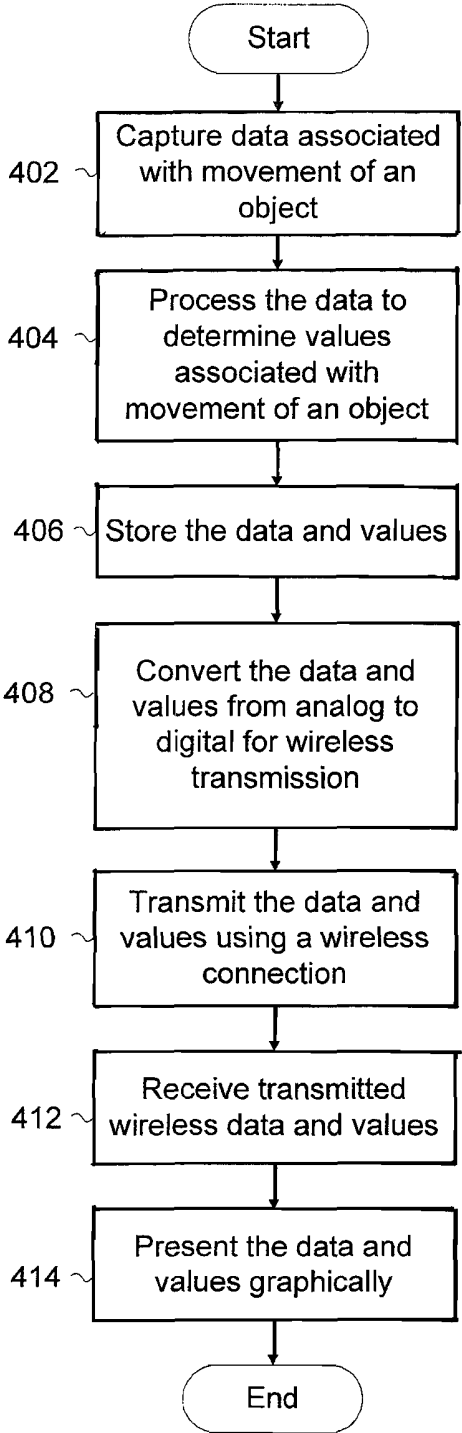 Start
Capture data associated
402
with movement of an
object
Process the data to
404
determine values
associated with
movement of an object
406
Store the data and values
Convert the data and
408
values from analog to
digital for wireless
transmission
Transmit the data and
410
values using a wireless
connection
Receive transmitted
412
wireless data and values
Present the data and
414
values graphically
End